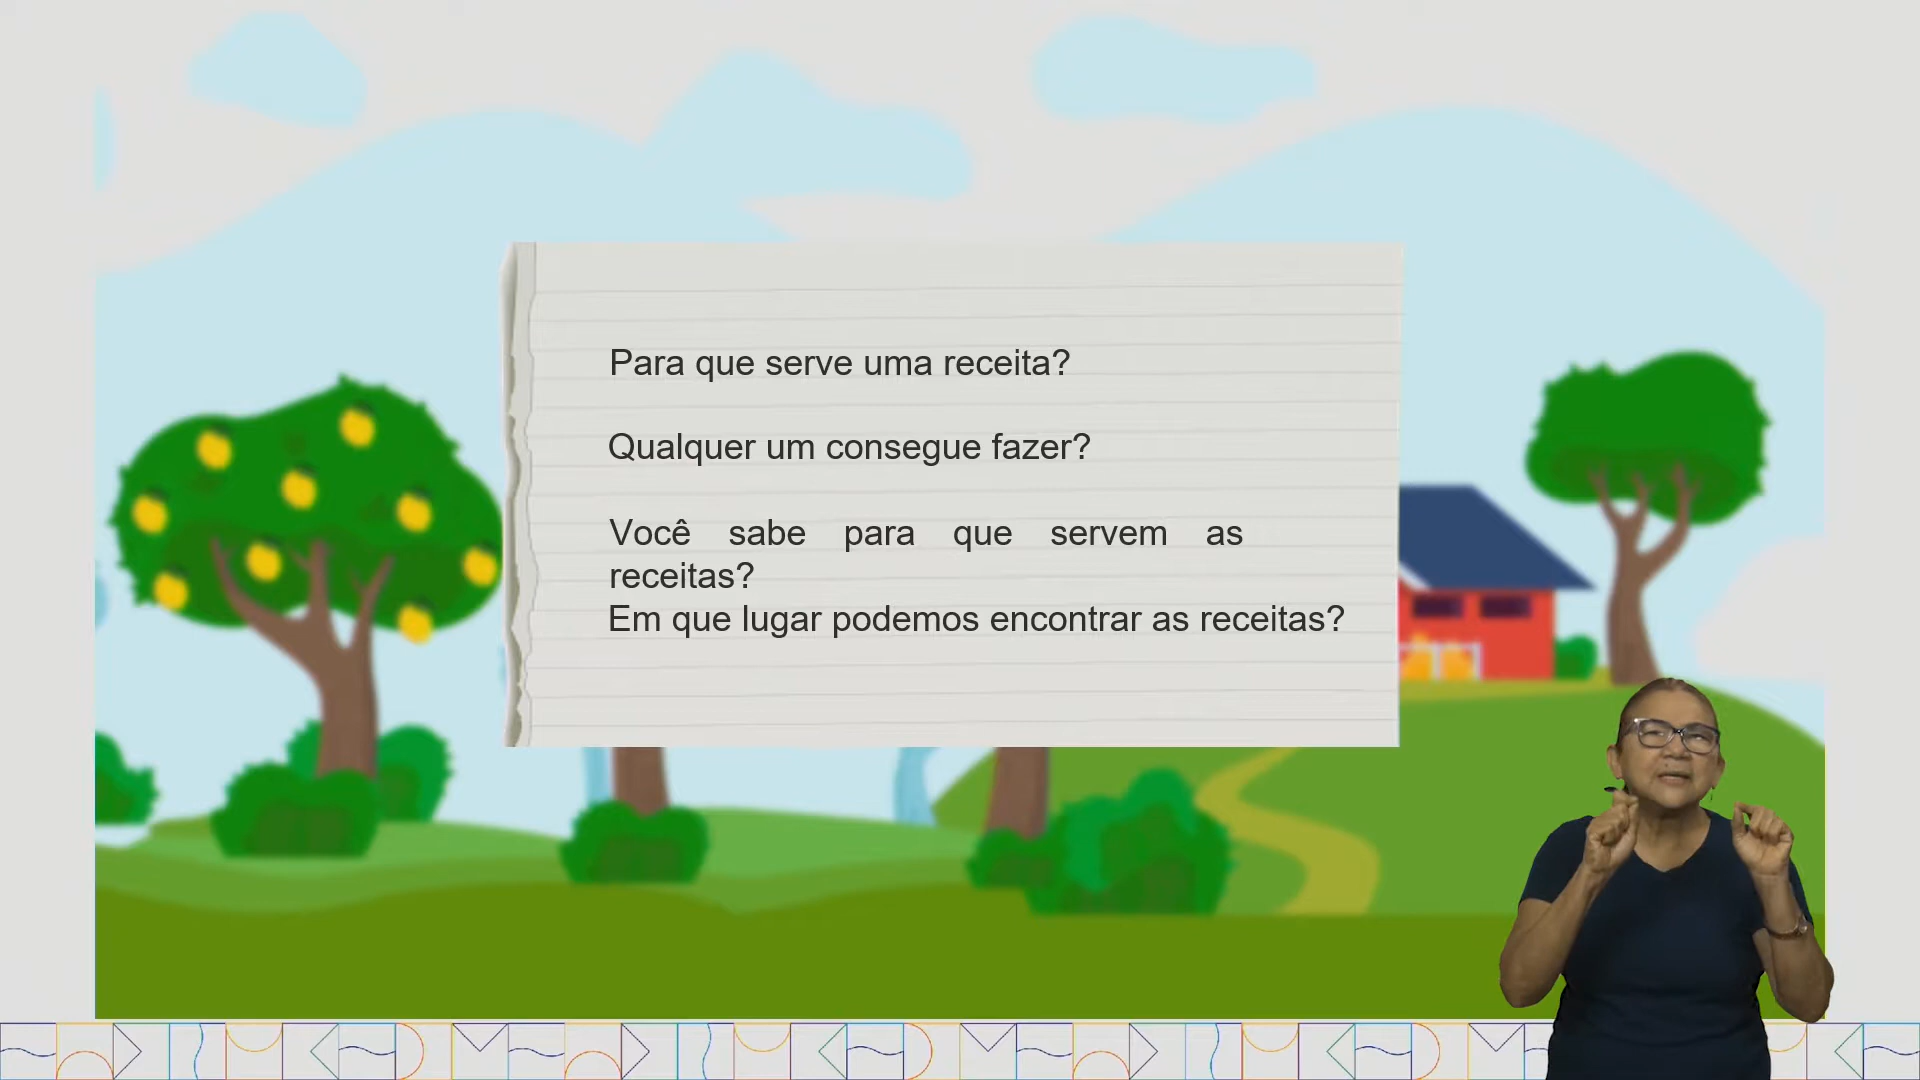 Para que serve uma receita?
Qualquer um consegue fazer?
Você sabe para que servem as
receitas?
Em que lugar podemos encontrar as receitas?